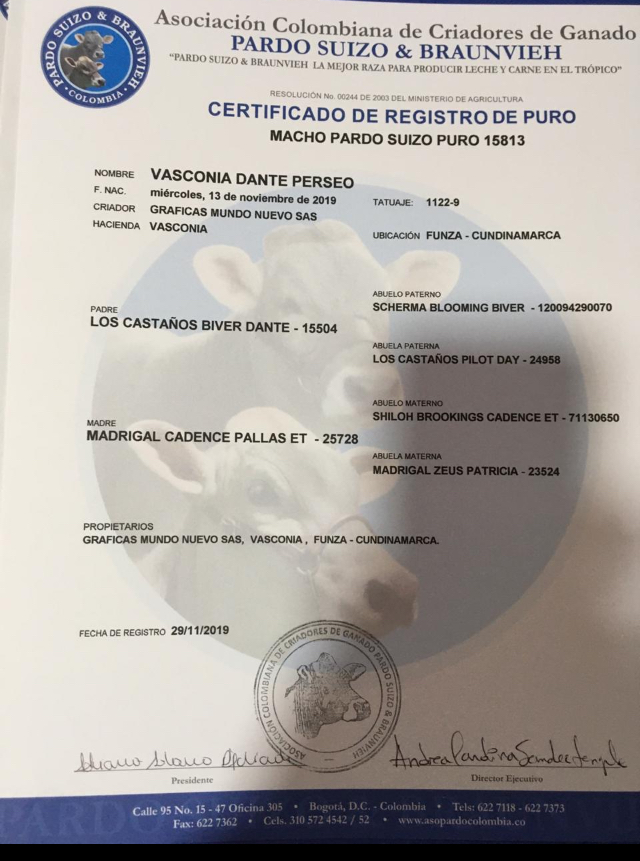 PARDO SUIZO & BRAUNVIEH
• COLOMBIA •
Asociación Colombiana de Criadores de Ganado
PARDO SUIZO & BRAUNVIEH
“PARDO SUIZO & BRAUNVIEH LA MEJOR RAZA PARA PRODUCIR LECHE Y CARNE EN EL TRÓPICO”
RESOLUCIÓN No. 00244 DE 2003 DEL MINISTERIO DE AGRICULTURA
CERTIFICADO DE REGISTRO DE PURO
MACHO PARDO SUIZO PURO 15813
NOMBRE VASCONIA DANTE PERSEO
F. NAC. miércoles, 13 de noviembre de 2019 TATUAJE: 1122-9
CRIADOR GRAFICAS MUNDO NUEVO SAS
HACIENDA VASCONIA UBICACIÓN FUNZA - CUNDINAMARCA
ABUELO PATERNO
SCHERMA BLOOMING BIVER - 120094290070
PADRE
LOS CASTAÑOS BIVER DANTE - 15504
ABUELA PATERNA
LOS CASTAÑOS PILOT DAY - 24958
ABUELO MATERNO
SHILOH BROOKINGS CADENCE ET - 71130650
MADRE
MADRIGAL CADENCE PALLAS ET - 25728
ABUELA MATERNA
MADRIGAL ZEUS PATRICIA - 23524
PROPIETARIOS
GRAFICAS MUNDO NUEVO SAS, VASCONIA , FUNZA - CUNDINAMARCA.
FECHA DE REGISTRO 29/11/2019
ASOCIACIÓN COLOMBIANA DE CRIADORES DE GANADO PARDO SUIZO & BRAUNVIEH
Andrea
Presidente Director Ejecutivo
Calle 95 No. 15 - 47 Oficina 305 • Bogotá, D.C. - Colombia • Tels: 622 7118 - 622 7373
Fax: 622 7362 • Cels. 310 572 4542 / 52 • www.asopardocolombia.co
PARDO